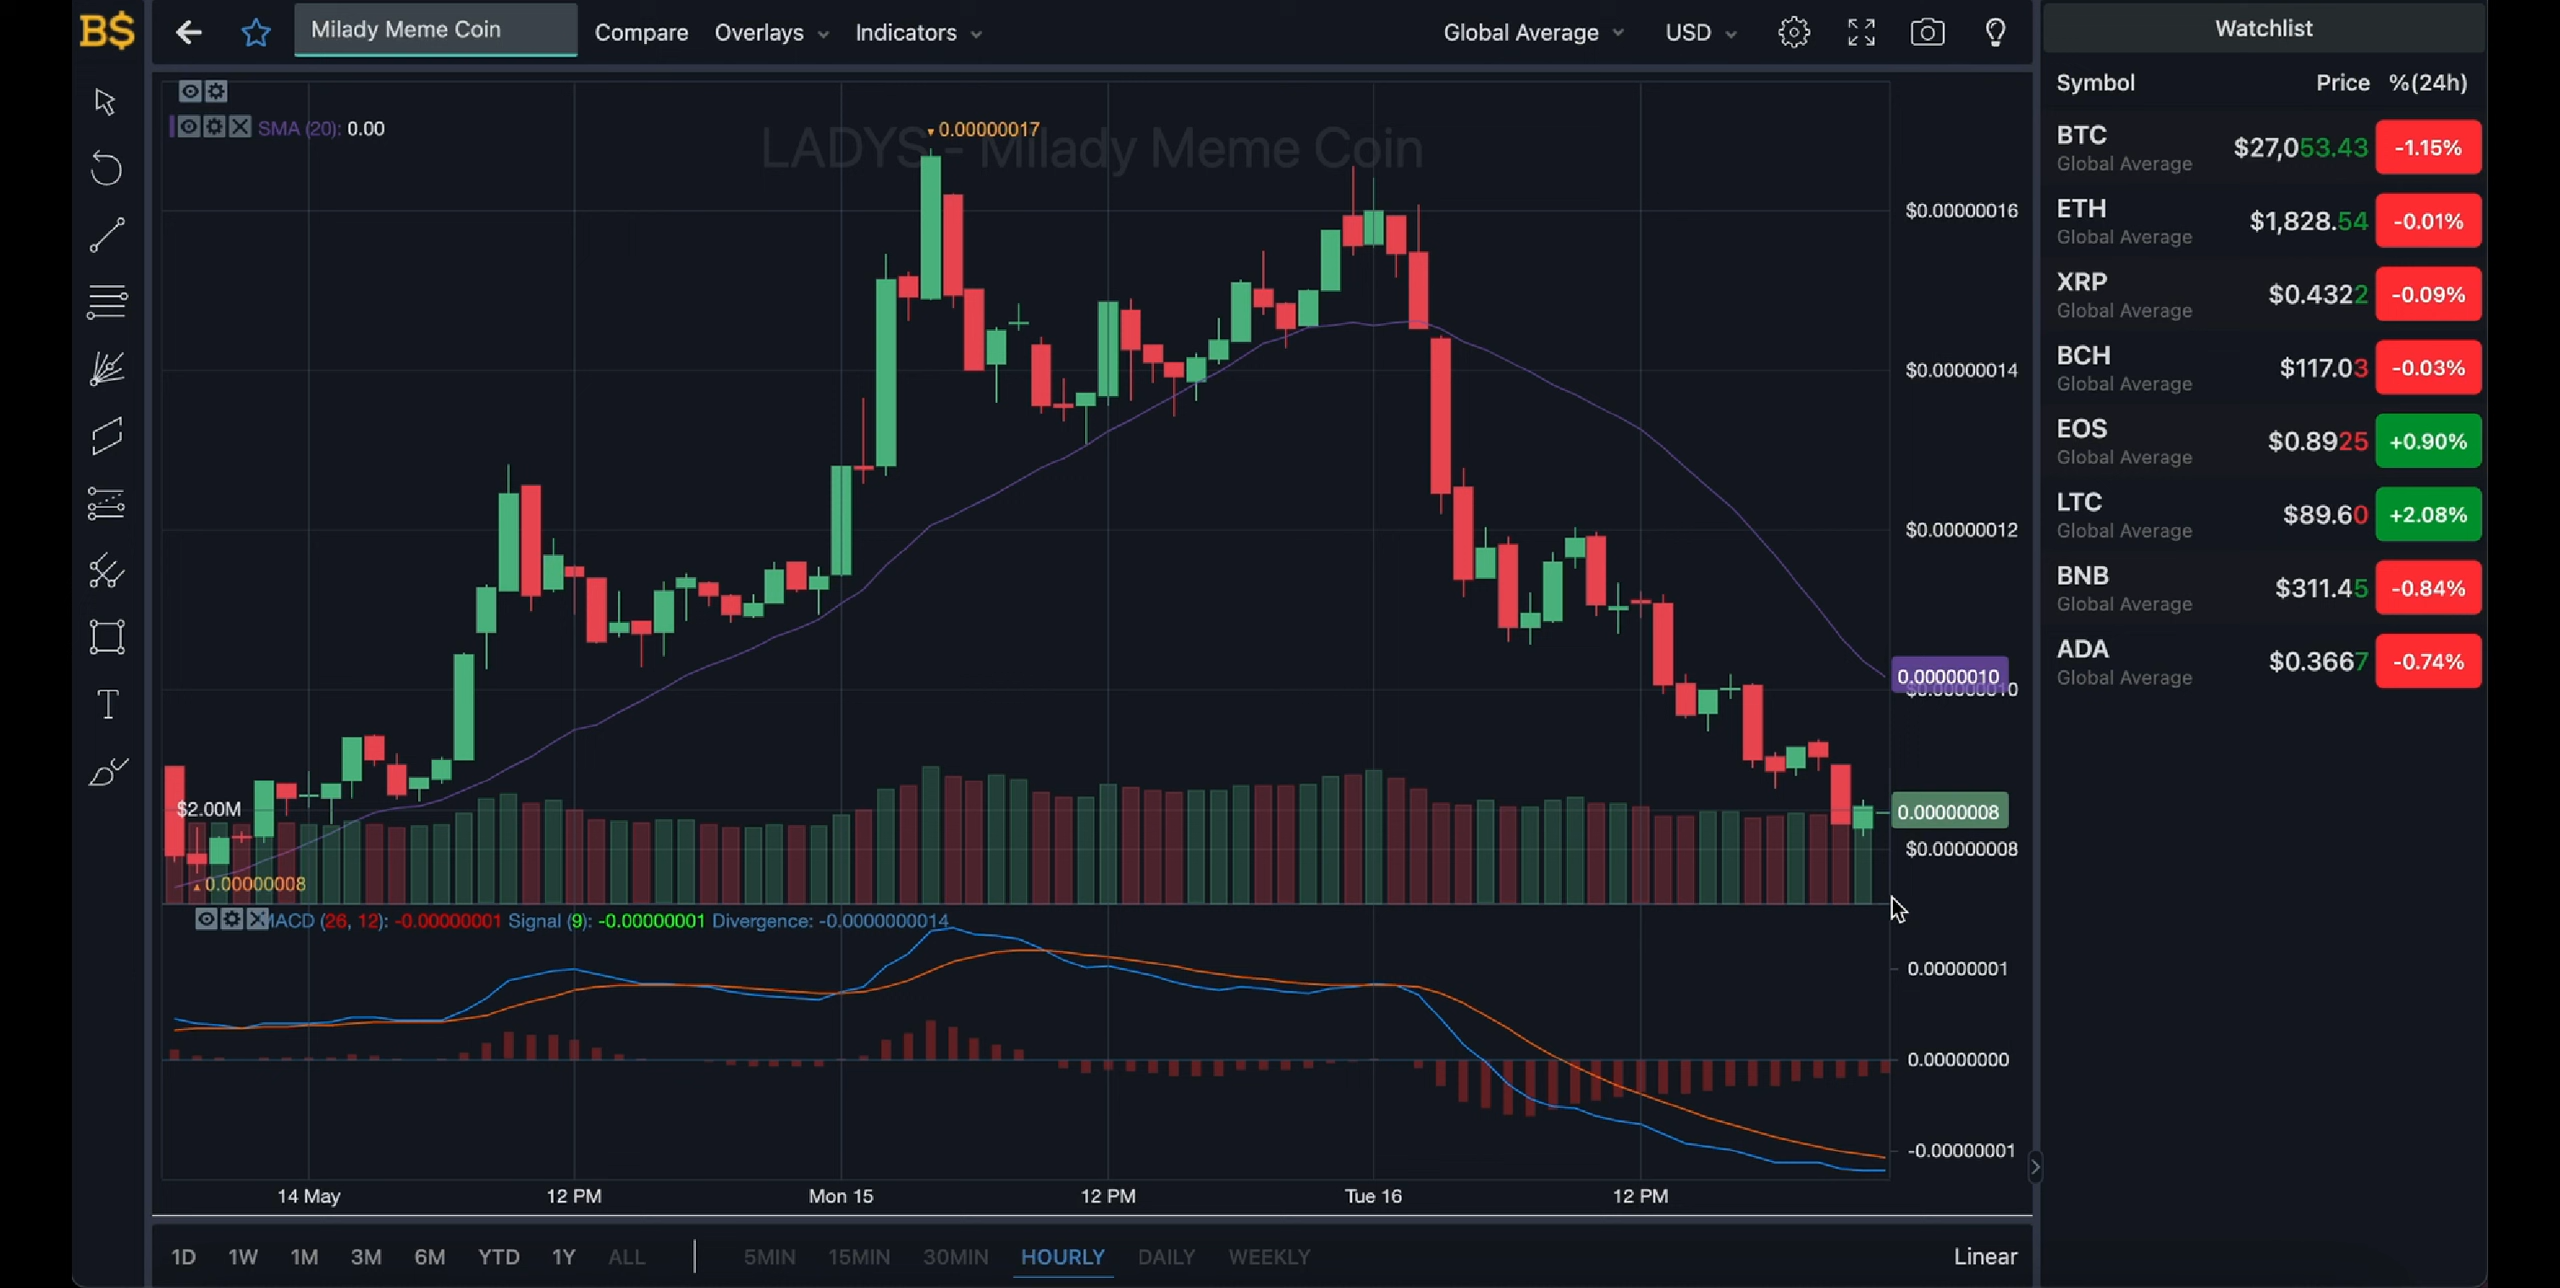 B$
Milady Meme Coin
Compare
Overlays
Indicators
Global Average
USD
SMA (20): 0.00
LADYS - Milady Meme Coin
0.00000017
$0.00000016
$0.00000014
$0.00000012
0.00000010
$0.00000010
0.00000008
$0.00000008
$2.00M
0.00000008
MACD (26, 12): -0.00000001 Signal (9): -0.00000001 Divergence: -0.0000000014
0.00000001
0.00000000
-0.00000001
14 May 12 PM Mon 15 12 PM Tue 16 12 PM
1D 1W 1M 3M 6M YTD 1Y ALL 5MIN 15MIN 30MIN HOURLY DAILY WEEKLY Linear
Watchlist
Symbol Price %(24h)
BTC $27,053.43 -1.15%
Global Average
ETH $1,828.54 -0.01%
Global Average
XRP $0.4322 -0.09%
Global Average
BCH $117.03 -0.03%
Global Average
EOS $0.8925 +0.90%
Global Average
LTC $89.60 +2.08%
Global Average
BNB $311.45 -0.84%
Global Average
ADA $0.3667 -0.74%
Global Average